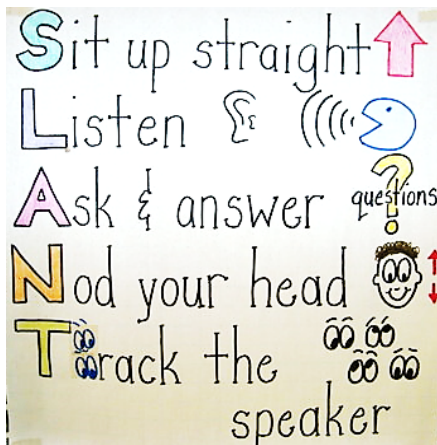 Sit up straight
Listen
Ask & answer questions
Nod your head
Track the
speaker